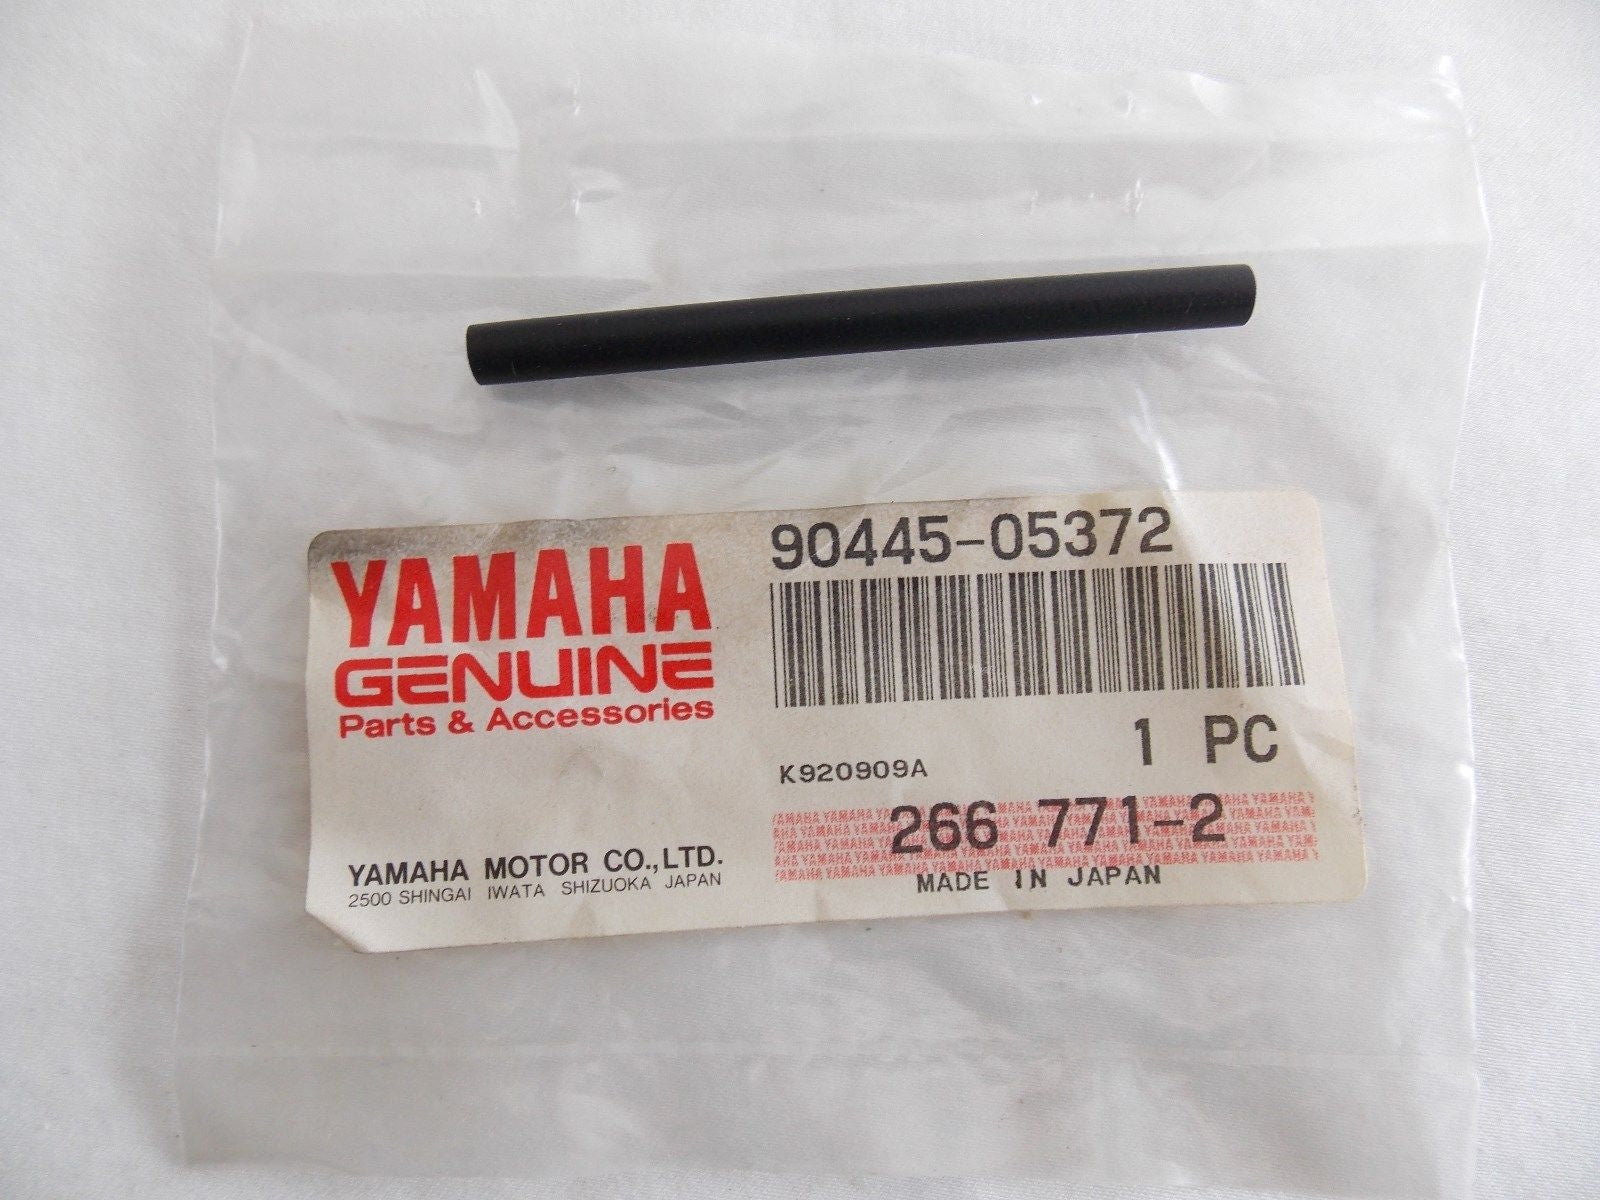 YAMAHA
GENUINE
Parts & Accessories
YAMAHA MOTOR CO.,LTD.
2500 SHINGAI IWATA SHIZUOKA JAPAN
90445-05372
1 PC
K920909A
266 771-2
MADE IN JAPAN